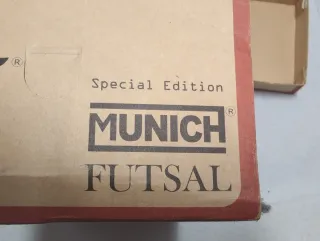 ®
Special Edition
MUNICH®
FUTSAL